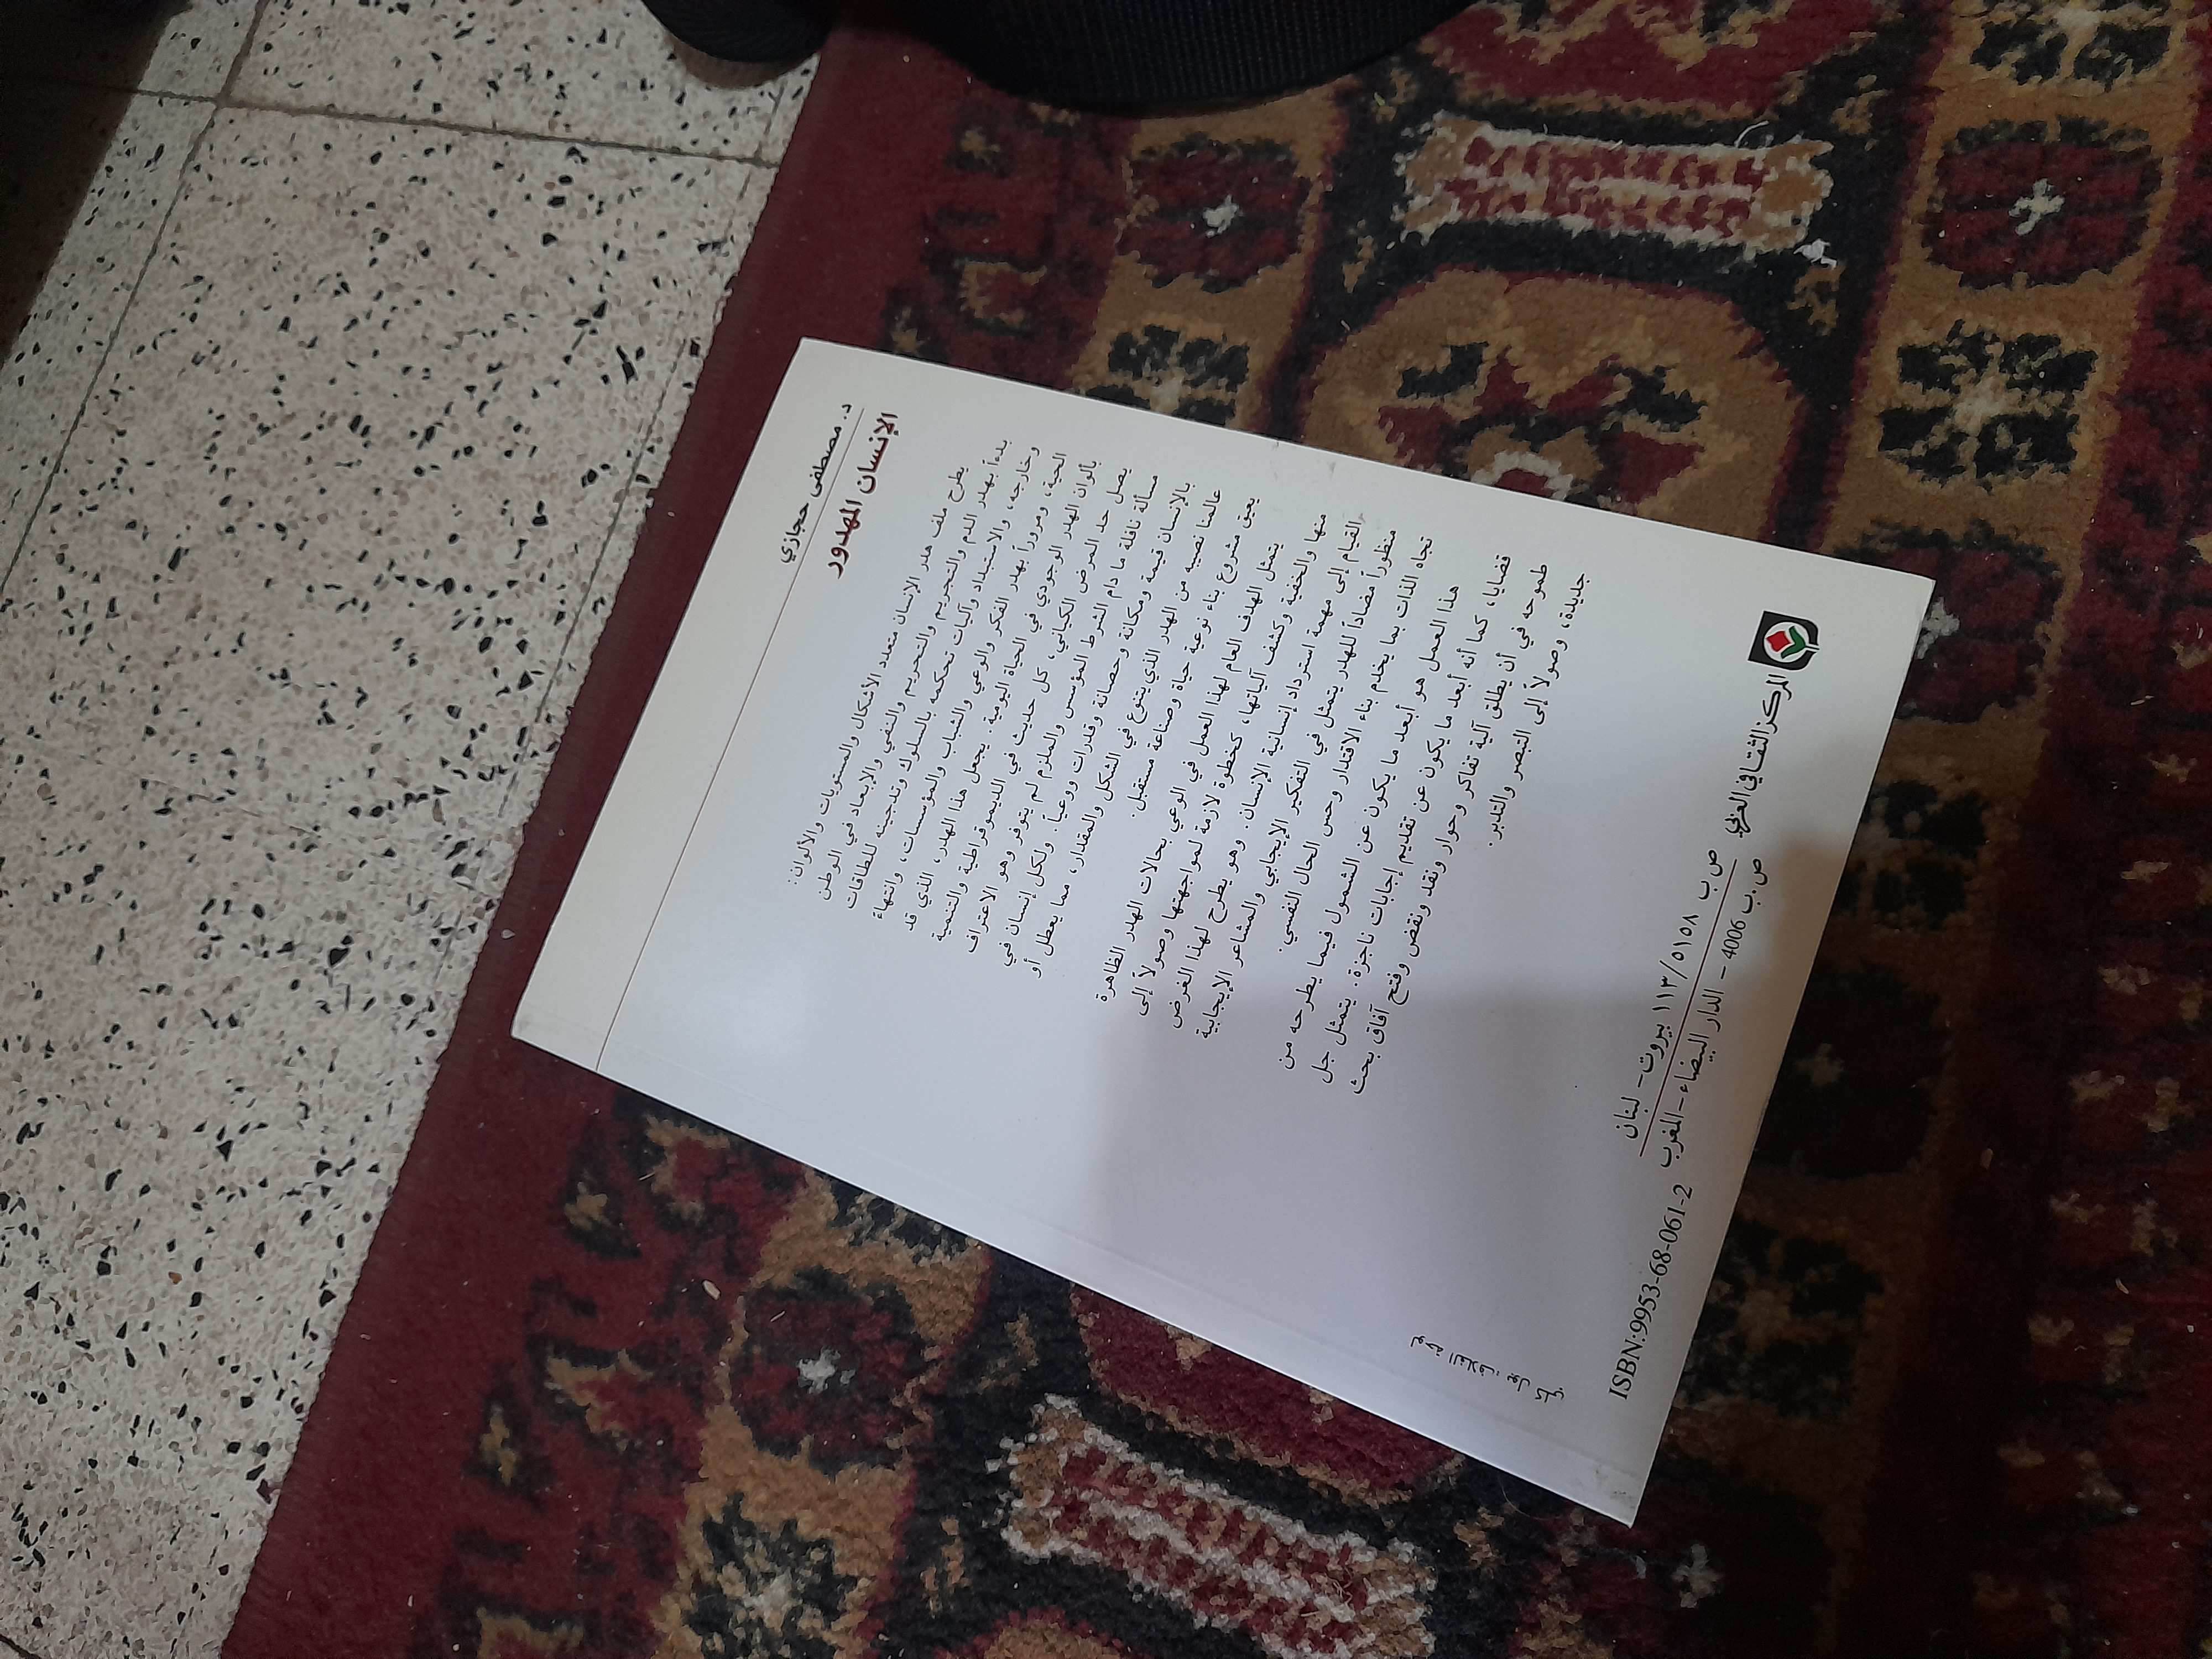 د. مصطفى حجازي
الإنسان المهدور
يطرح ملف هدر الإنسان متعدد الأشكال والمستويات والألوان:
بدءاً بهدر الدم والتجريم والتحريم والنفي والإبعاد في الوطن
وخارجه، والاستبداد وآليات تحكمه بالسلوك وتدجينه للطاقات
الحية، ومروراً بهدر الفكر والوعي والشباب والمؤسسات، وانتهاءً
بألوان الهدر الوجودي في الحياة اليومية. يجعل هذا الهدر، الذي قد
يصل حد المرض الكياني، كل حديث في الديموقراطية والتنمية
مسألة نافلة ما دام الشرط المؤسس والملزم لم يتوفر وهو الاعتراف
بالإنسان قيمة ومكانة وحصانة وقدرات ووعياً. ولكل إنسان في
عالمنا نصيبه من الهدر الذي يتنوع في الشكل والمقدار، مما يعطل أو
يعيق مشروع بناء نوعية حياة وصناعة مستقبل.
يتمثل الهدف العام لهذا العمل في الوعي بحالات الهدر الظاهرة
منها والخفية وكشف آلياتها، كخطوة لازمة لمواجهتها وصولاً إلى
القيام إلى مهمة استرداد إنسانية الإنسان. وهو يطرح لهذا الغرض
منظوراً مضاداً للهدر يتمثل في التفكير الإيجابي والمشاعر الإيجابية
تجاه الذات بما يخدم بناء الاقتدار وحس الحال النفسي.
هذا العمل هو أبعد ما يكون عن الشمول فيما يطرحه من
قضايا، كما أنه أبعد ما يكون عن تقديم إجابات ناجزة. يتمثل جل
طموحه في أن يطلق آلية تفاكر وحوار ونقد ونقض وفتح آفاق بحث
جديدة، وصولاً إلى التبصر والتدبر.
لوحة الغلاف: بول كلي
المركز الثقافي العربي
ص ب ١١٣/٥١٥٨ بيروت- لبنان
ص.ب 4006 - الدار البيضاء-المغرب
ISBN:9953-68-061-2